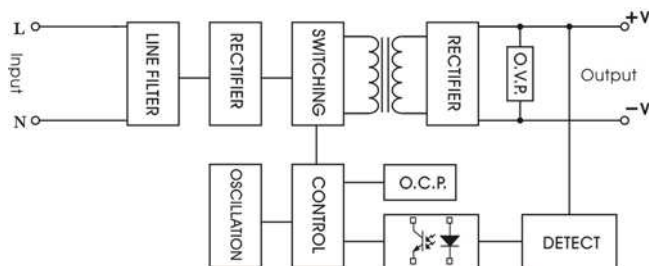 L
N
Input
LINE FILTER
RECTIFIER
SWITCHING
RECTIFIER
O.V.P.
+V
Output
-V
OSCILLATION
CONTROL
O.C.P.
DETECT